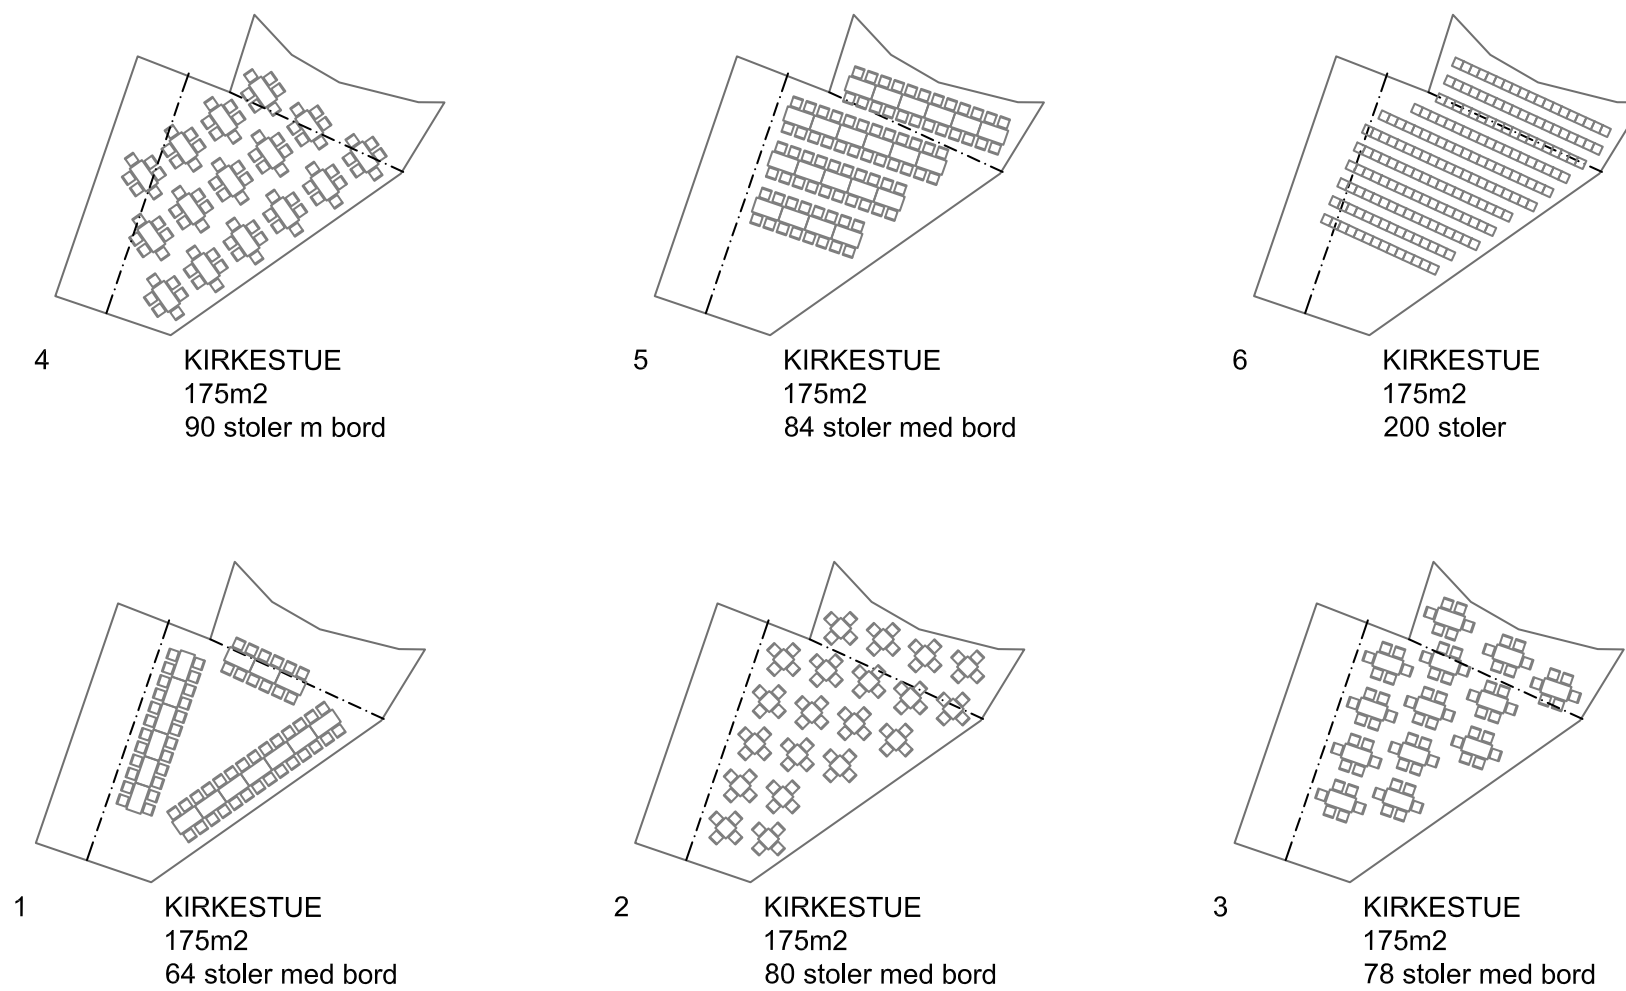 4 KIRKESTUE
175m2
90 stoler m bord
5 KIRKESTUE
175m2
84 stoler med bord
6 KIRKESTUE
175m2
200 stoler
1 KIRKESTUE
175m2
64 stoler med bord
2 KIRKESTUE
175m2
80 stoler med bord
3 KIRKESTUE
175m2
78 stoler med bord